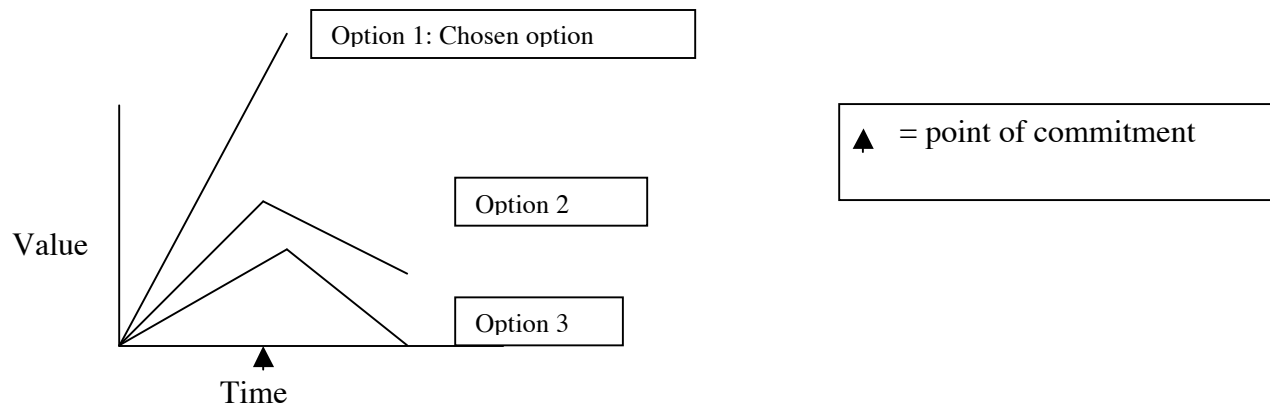 Option 1: Chosen option
= point of commitment
Option 2
Value
Option 3
Time